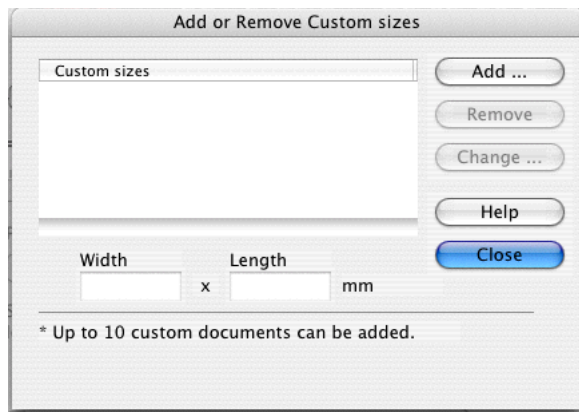 Add or Remove Custom sizes
Custom sizes
Add ...
Remove
Change ...
Help
Close
Width Length
x mm
* Up to 10 custom documents can be added.